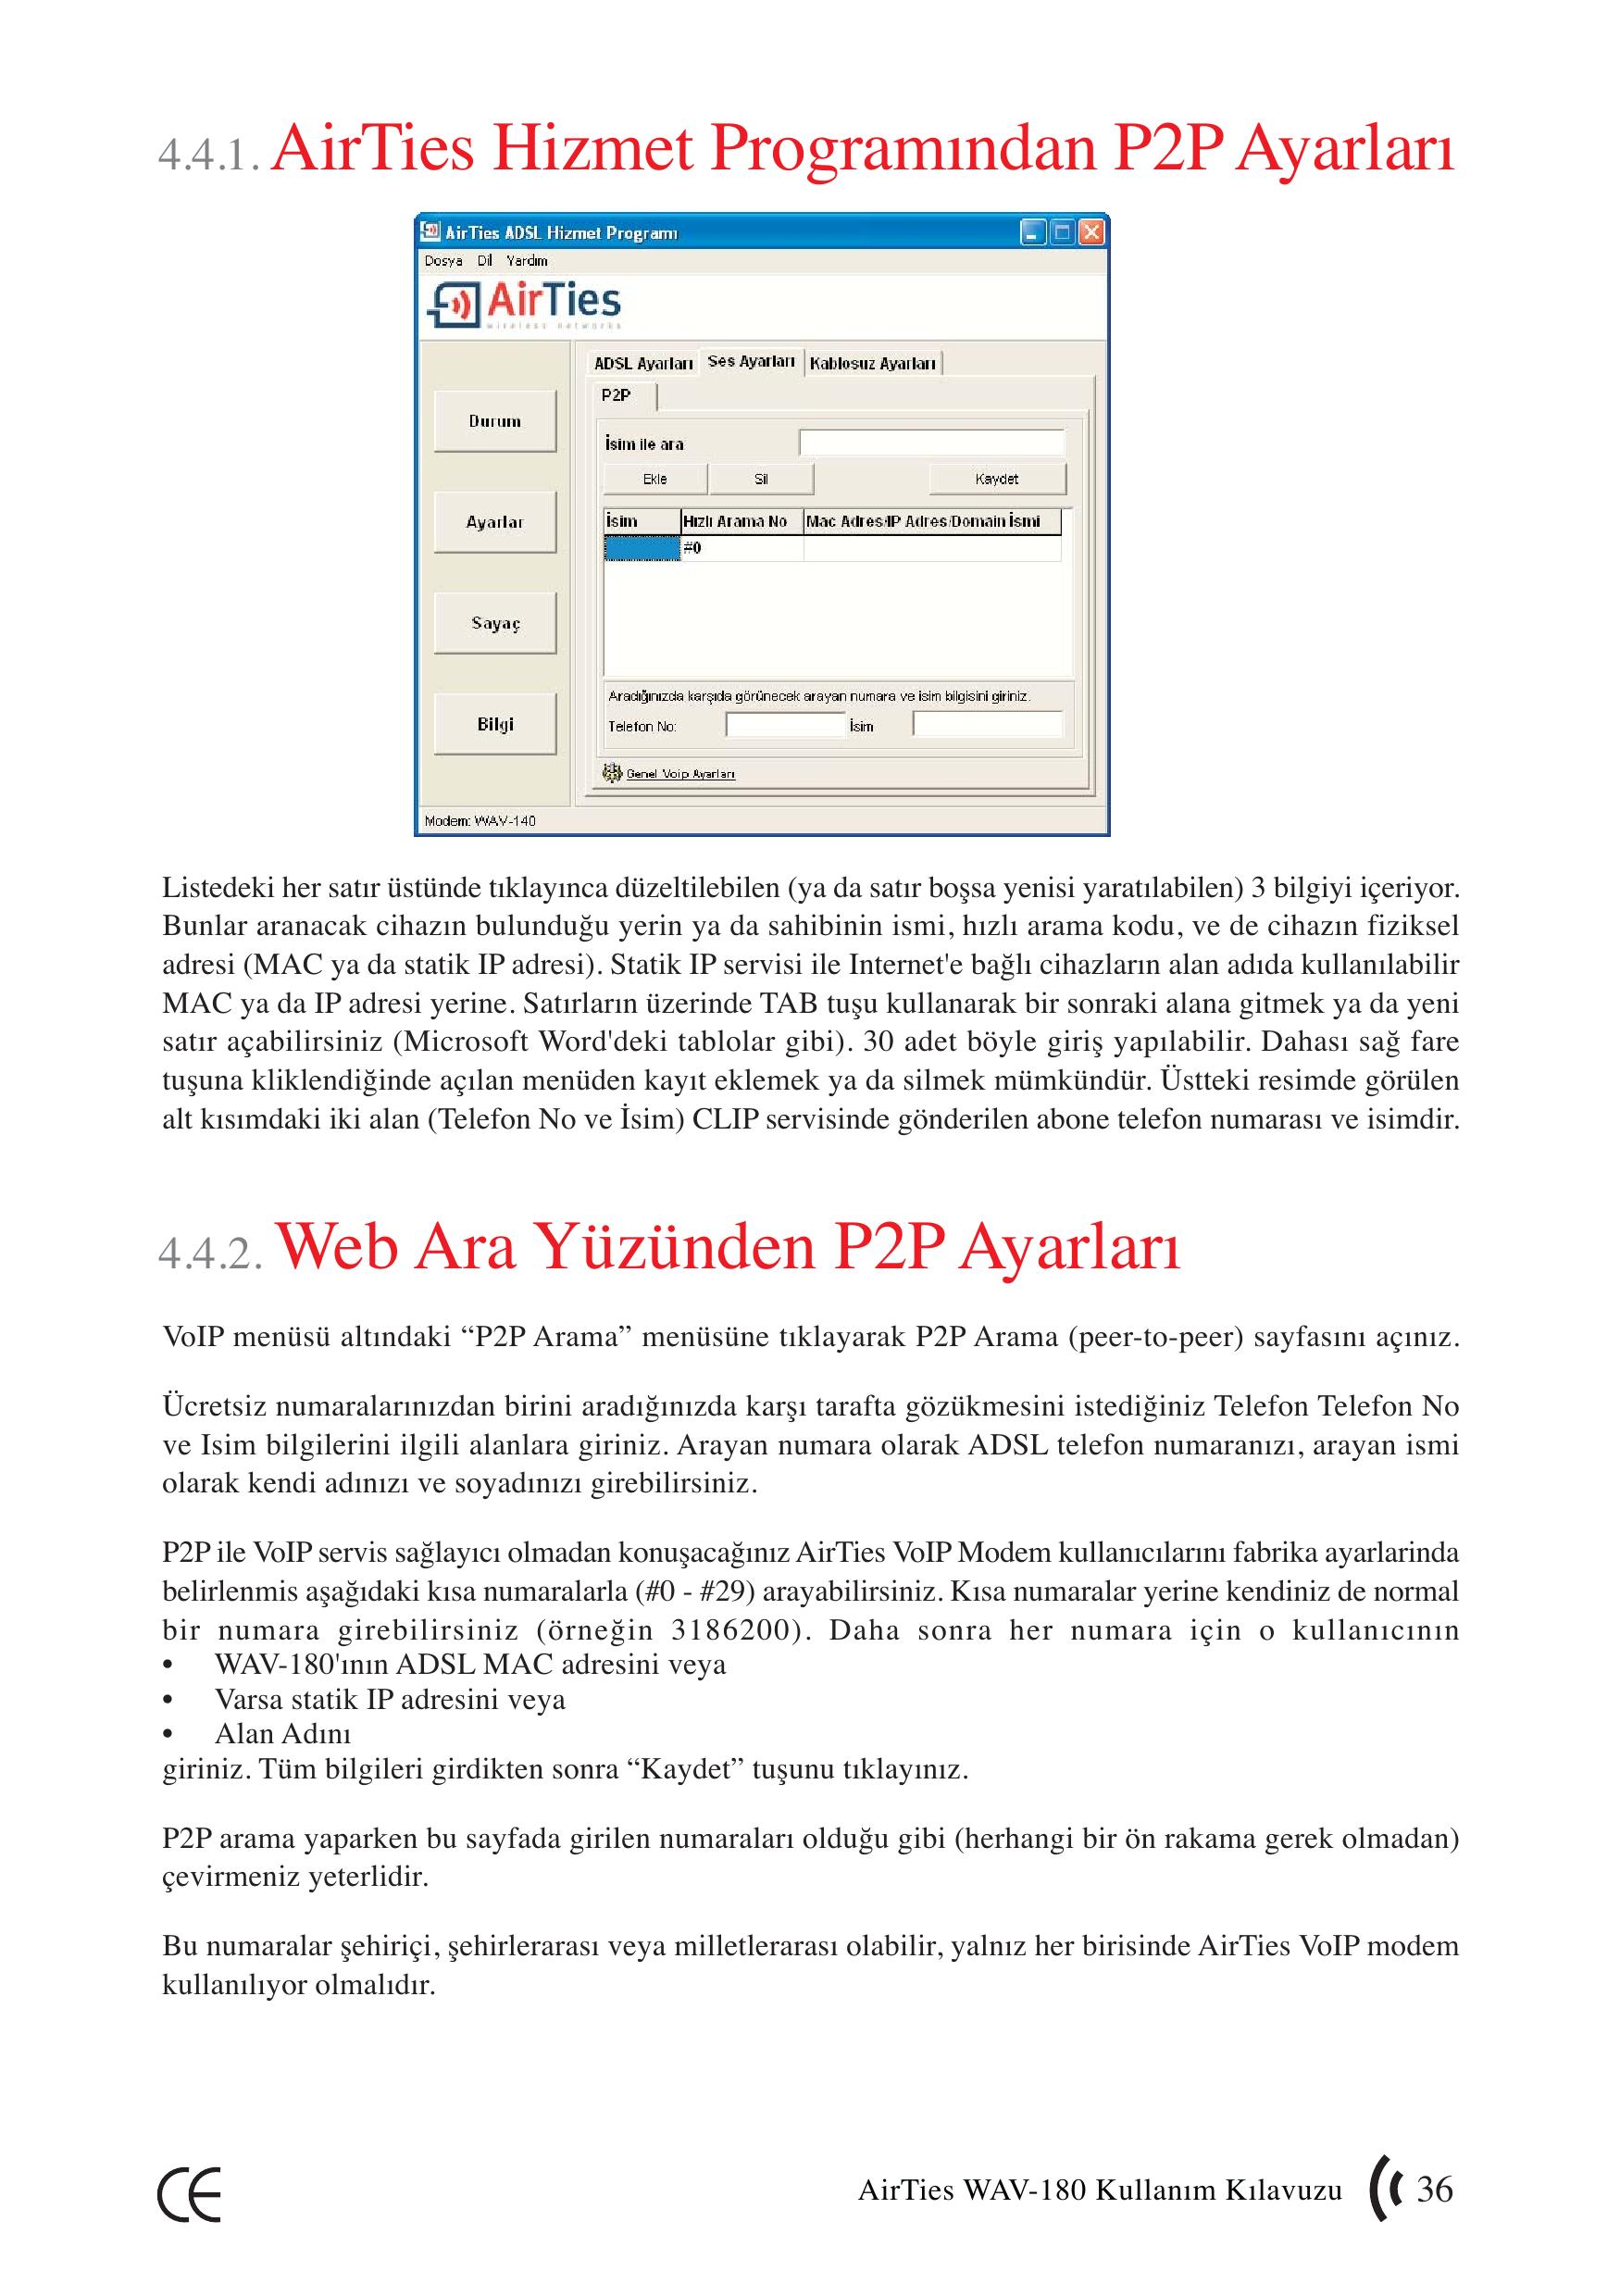 4.4.1. AirTies Hizmet Programından P2P Ayarları
AirTies ADSL Hizmet Programı
Dosya Dil Yardım
AirTies
wireless networks
ADSL Ayarları Ses Ayarları Kablosuz Ayarları
P2P
Durum
İsim ile ara
Ekle Sil Kaydet
Ayarlar
İsim Hızlı Arama No Mac Adres/IP Adres/Domain İsmi
#0
Sayaç
Aradığınızda karşıda görünecek arayan numara ve isim bilgisini giriniz.
Bilgi
Telefon No: İsim
Genel Voip Ayarları
Modem: WAV-140
Listedeki her satır üstünde tıklayınca düzeltilebilen (ya da satır boşsa yenisi yaratılabilen) 3 bilgiyi içeriyor.
Bunlar aranacak cihazın bulunduğu yerin ya da sahibinin ismi, hızlı arama kodu, ve de cihazın fiziksel
adresi (MAC ya da statik IP adresi). Statik IP servisi ile Internet'e bağlı cihazların alan adıda kullanılabilir
MAC ya da IP adresi yerine. Satırların üzerinde TAB tuşu kullanarak bir sonraki alana gitmek ya da yeni
satır açabilirsiniz (Microsoft Word'deki tablolar gibi). 30 adet böyle giriş yapılabilir. Dahası sağ fare
tuşuna kliklendiğinde açılan menüden kayıt eklemek ya da silmek mümkündür. Üstteki resimde görülen
alt kısımdaki iki alan (Telefon No ve İsim) CLIP servisinde gönderilen abone telefon numarası ve isimdir.
4.4.2. Web Ara Yüzünden P2P Ayarları
VoIP menüsü altındaki “P2P Arama” menüsüne tıklayarak P2P Arama (peer-to-peer) sayfasını açınız.
Ücretsiz numaralarınızdan birini aradığınızda karşı tarafta gözükmesini istediğiniz Telefon Telefon No
ve Isim bilgilerini ilgili alanlara giriniz. Arayan numara olarak ADSL telefon numaranızı, arayan ismi
olarak kendi adınızı ve soyadınızı girebilirsiniz.
P2P ile VoIP servis sağlayıcı olmadan konuşacağınız AirTies VoIP Modem kullanıcılarını fabrika ayarlarinda
belirlenmis aşağıdaki kısa numaralarla (#0 - #29) arayabilirsiniz. Kısa numaralar yerine kendiniz de normal
bir numara girebilirsiniz (örneğin 3186200). Daha sonra her numara için o kullanıcının
• WAV-180'ının ADSL MAC adresini veya
• Varsa statik IP adresini veya
• Alan Adını
giriniz. Tüm bilgileri girdikten sonra “Kaydet” tuşunu tıklayınız.
P2P arama yaparken bu sayfada girilen numaraları olduğu gibi (herhangi bir ön rakama gerek olmadan)
çevirmeniz yeterlidir.
Bu numaralar şehiriçi, şehirlerarası veya milletlerarası olabilir, yalnız her birisinde AirTies VoIP modem
kullanılıyor olmalıdır.
CE
AirTies WAV-180 Kullanım Kılavuzu 36